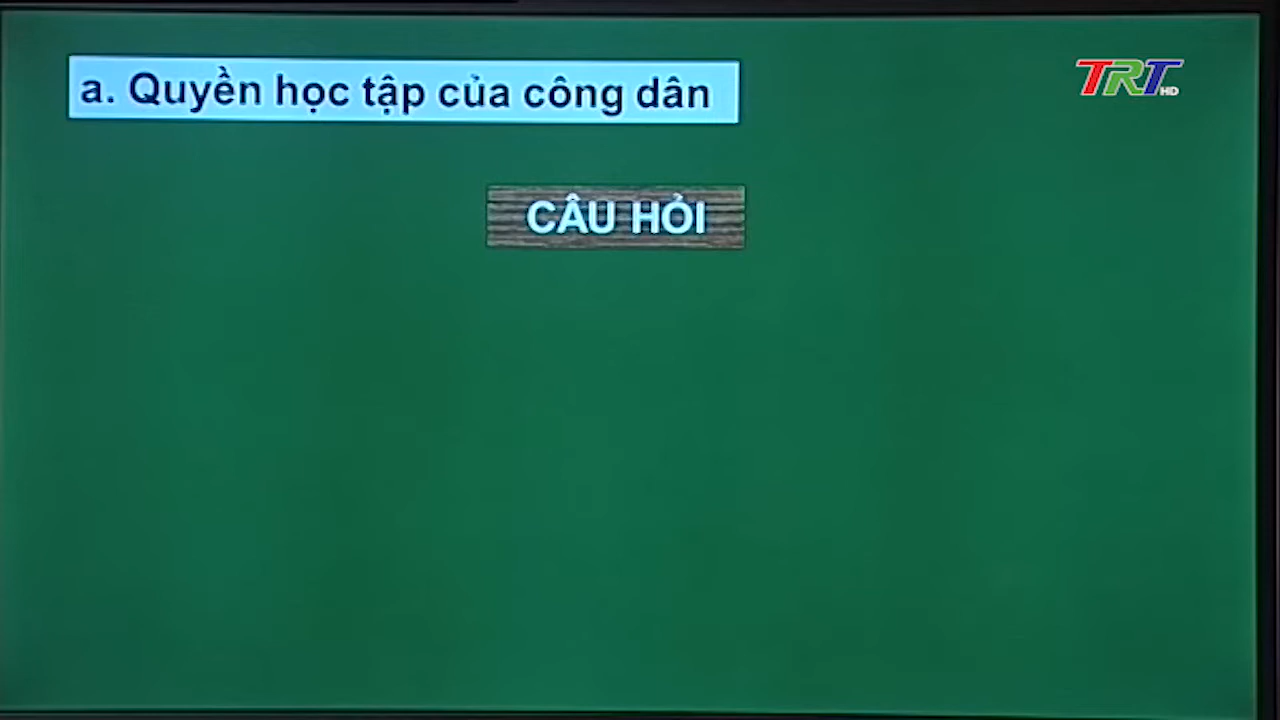 a. Quyền học tập của công dân
TRT HD
CÂU HỎI